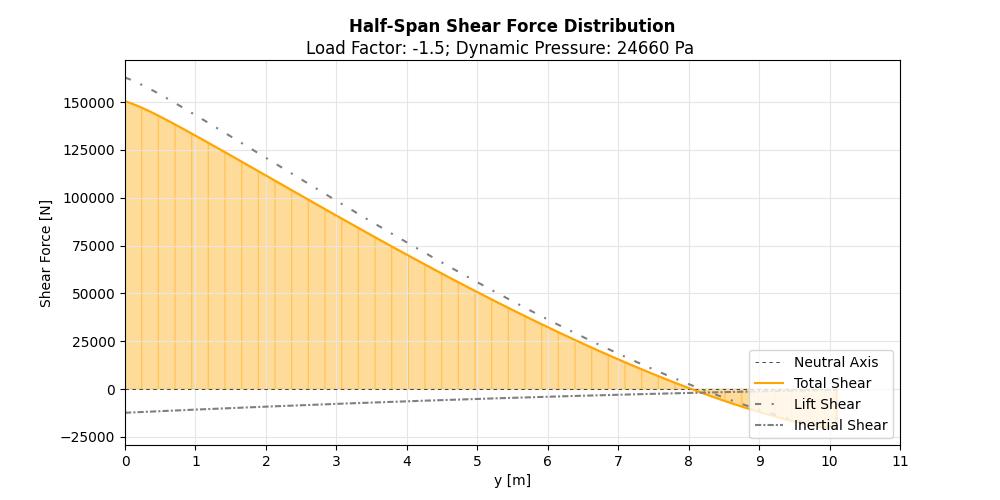 Half-Span Shear Force Distribution
Load Factor: -1.5; Dynamic Pressure: 24660 Pa
Shear Force [N]
150000
125000
100000
75000
50000
25000
0
−25000
Neutral Axis
Total Shear
Lift Shear
Inertial Shear
0 1 2 3 4 5 6 7 8 9 10 11
y [m]